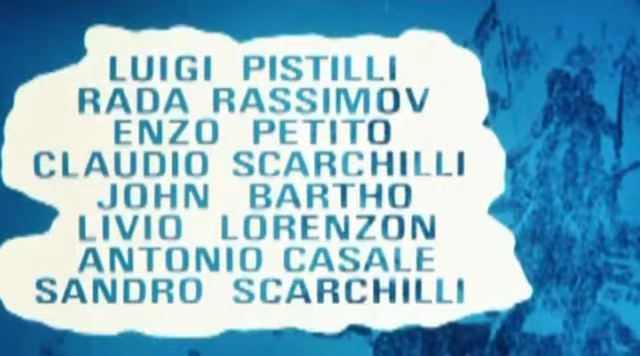 LUIGI PISTILLI
RADA RASSIMOV
ENZO PETITO
CLAUDIO SCARCHILLI
JOHN BARTHO
LIVIO LORENZON
ANTONIO CASALE
SANDRO SCARCHILLI